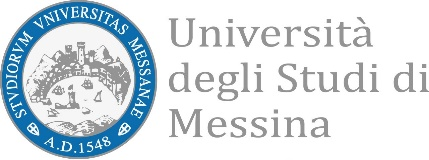 STVDIORVM VNIVERSITAS MESSANAE
A.D.1548
Università
degli Studi di
Messina